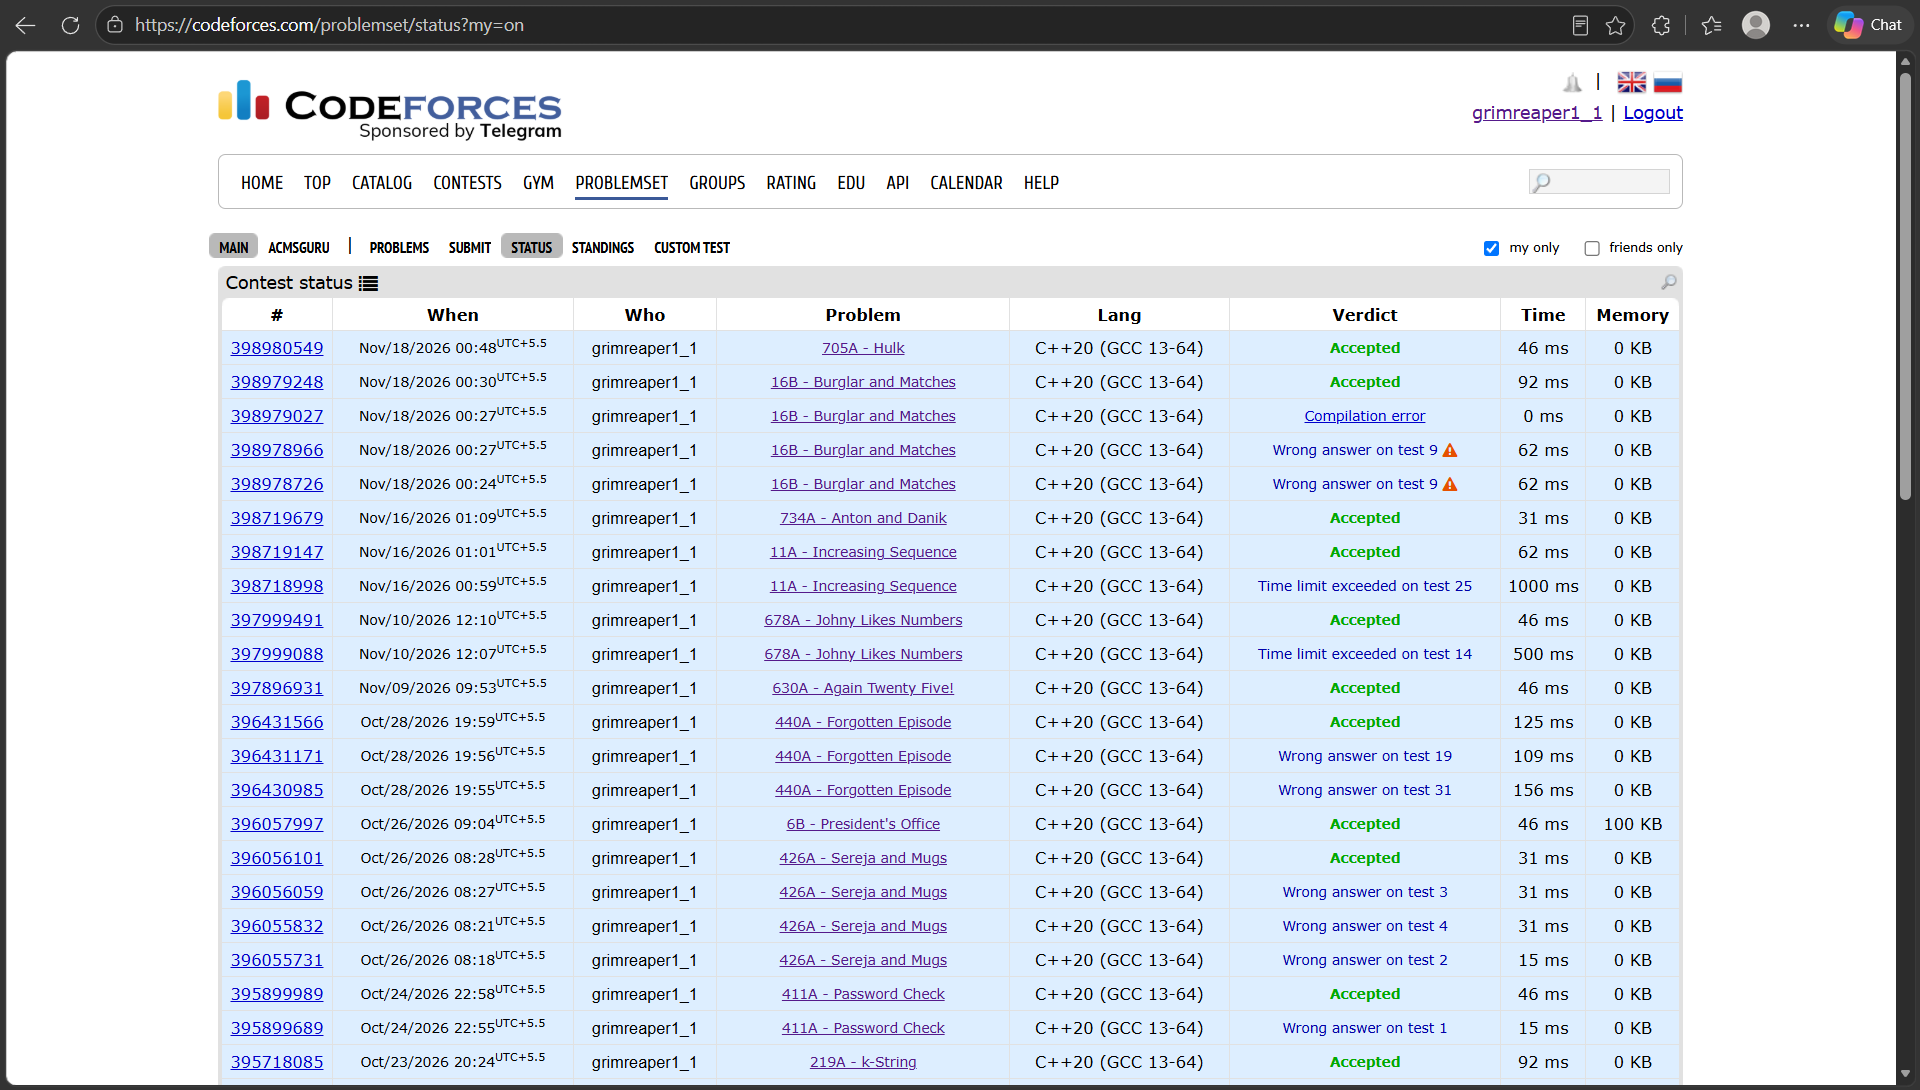 https://codeforces.com/problemset/status?my=on
Chat
CODEFORCES
Sponsored by Telegram
|
grimreaper1_1 | Logout
HOME TOP CATALOG CONTESTS GYM PROBLEMSET GROUPS RATING EDU API CALENDAR HELP
MAIN ACMSGURU | PROBLEMS SUBMIT STATUS STANDINGS CUSTOM TEST my only friends only
Contest status
# When Who Problem Lang Verdict Time Memory
398980549 Nov/18/2026 00:48UTC+5.5 grimreaper1_1 705A - Hulk C++20 (GCC 13-64) Accepted 46 ms 0 KB
398979248 Nov/18/2026 00:30UTC+5.5 grimreaper1_1 16B - Burglar and Matches C++20 (GCC 13-64) Accepted 92 ms 0 KB
398979027 Nov/18/2026 00:27UTC+5.5 grimreaper1_1 16B - Burglar and Matches C++20 (GCC 13-64) Compilation error 0 ms 0 KB
398978966 Nov/18/2026 00:27UTC+5.5 grimreaper1_1 16B - Burglar and Matches C++20 (GCC 13-64) Wrong answer on test 9 62 ms 0 KB
398978726 Nov/18/2026 00:24UTC+5.5 grimreaper1_1 16B - Burglar and Matches C++20 (GCC 13-64) Wrong answer on test 9 62 ms 0 KB
398719679 Nov/16/2026 01:09UTC+5.5 grimreaper1_1 734A - Anton and Danik C++20 (GCC 13-64) Accepted 31 ms 0 KB
398719147 Nov/16/2026 01:01UTC+5.5 grimreaper1_1 11A - Increasing Sequence C++20 (GCC 13-64) Accepted 62 ms 0 KB
398718998 Nov/16/2026 00:59UTC+5.5 grimreaper1_1 11A - Increasing Sequence C++20 (GCC 13-64) Time limit exceeded on test 25 1000 ms 0 KB
397999491 Nov/10/2026 12:10UTC+5.5 grimreaper1_1 678A - Johny Likes Numbers C++20 (GCC 13-64) Accepted 46 ms 0 KB
397999088 Nov/10/2026 12:07UTC+5.5 grimreaper1_1 678A - Johny Likes Numbers C++20 (GCC 13-64) Time limit exceeded on test 14 500 ms 0 KB
397896931 Nov/09/2026 09:53UTC+5.5 grimreaper1_1 630A - Again Twenty Five! C++20 (GCC 13-64) Accepted 46 ms 0 KB
396431566 Oct/28/2026 19:59UTC+5.5 grimreaper1_1 440A - Forgotten Episode C++20 (GCC 13-64) Accepted 125 ms 0 KB
396431171 Oct/28/2026 19:56UTC+5.5 grimreaper1_1 440A - Forgotten Episode C++20 (GCC 13-64) Wrong answer on test 19 109 ms 0 KB
396430985 Oct/28/2026 19:55UTC+5.5 grimreaper1_1 440A - Forgotten Episode C++20 (GCC 13-64) Wrong answer on test 31 156 ms 0 KB
396057997 Oct/26/2026 09:04UTC+5.5 grimreaper1_1 6B - President's Office C++20 (GCC 13-64) Accepted 46 ms 100 KB
396056101 Oct/26/2026 08:28UTC+5.5 grimreaper1_1 426A - Sereja and Mugs C++20 (GCC 13-64) Accepted 31 ms 0 KB
396056059 Oct/26/2026 08:27UTC+5.5 grimreaper1_1 426A - Sereja and Mugs C++20 (GCC 13-64) Wrong answer on test 3 31 ms 0 KB
396055832 Oct/26/2026 08:21UTC+5.5 grimreaper1_1 426A - Sereja and Mugs C++20 (GCC 13-64) Wrong answer on test 4 31 ms 0 KB
396055731 Oct/26/2026 08:18UTC+5.5 grimreaper1_1 426A - Sereja and Mugs C++20 (GCC 13-64) Wrong answer on test 2 15 ms 0 KB
395899989 Oct/24/2026 22:58UTC+5.5 grimreaper1_1 411A - Password Check C++20 (GCC 13-64) Accepted 46 ms 0 KB
395899689 Oct/24/2026 22:55UTC+5.5 grimreaper1_1 411A - Password Check C++20 (GCC 13-64) Wrong answer on test 1 15 ms 0 KB
395718085 Oct/23/2026 20:24UTC+5.5 grimreaper1_1 219A - k-String C++20 (GCC 13-64) Accepted 92 ms 0 KB